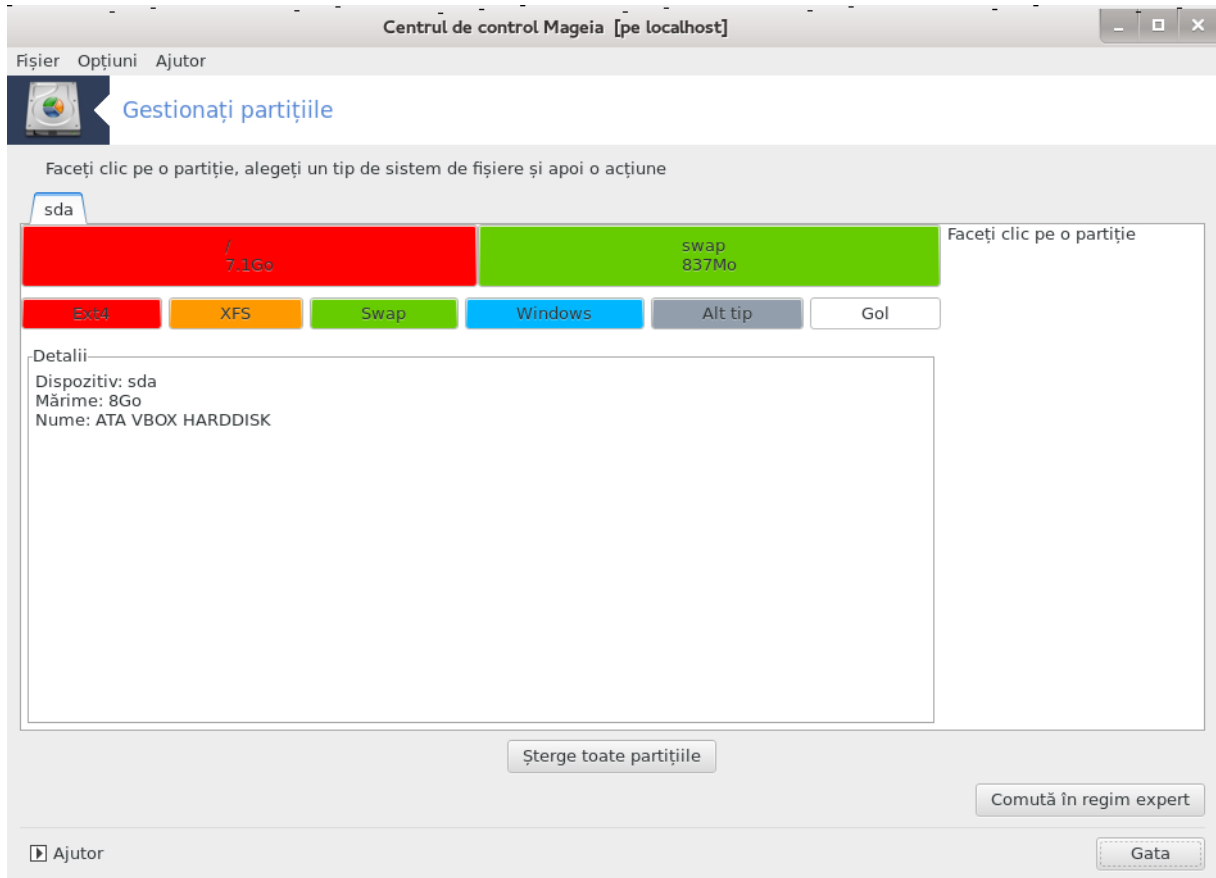 Centrul de control Mageia [pe localhost]
Fișier Opțiuni Ajutor
Gestionați partițiile
Faceți clic pe o partiție, alegeți un tip de sistem de fișiere și apoi o acțiune
sda
/
7.1Go
swap
837Mo
Faceți clic pe o partiție
Ext4 XFS Swap Windows Alt tip Gol
Detalii
Dispozitiv: sda
Mărime: 8Go
Nume: ATA VBOX HARDDISK
Șterge toate partițiile
Comută în regim expert
Ajutor
Gata